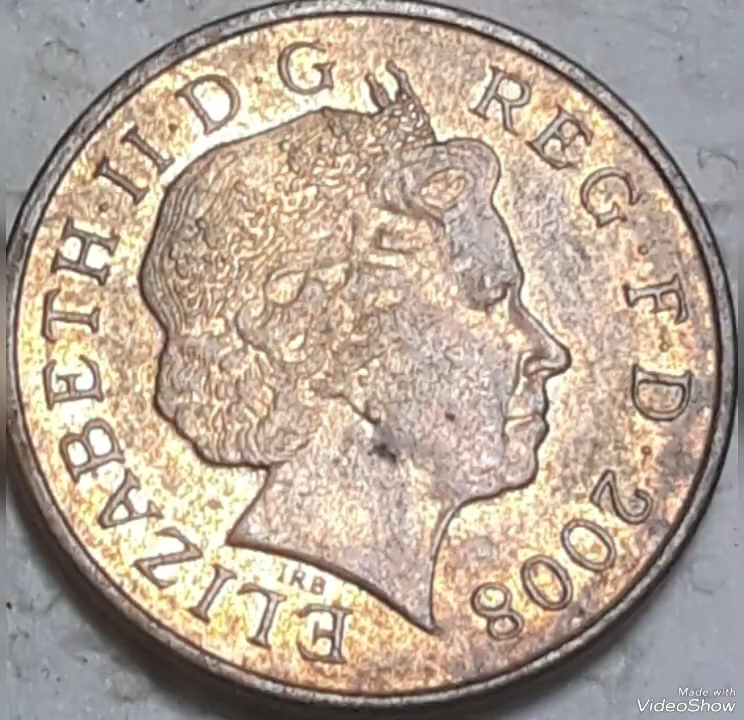 ELIZABETH·II·D·G
REG·F·D·2008
IRB
Made with
VideoShow